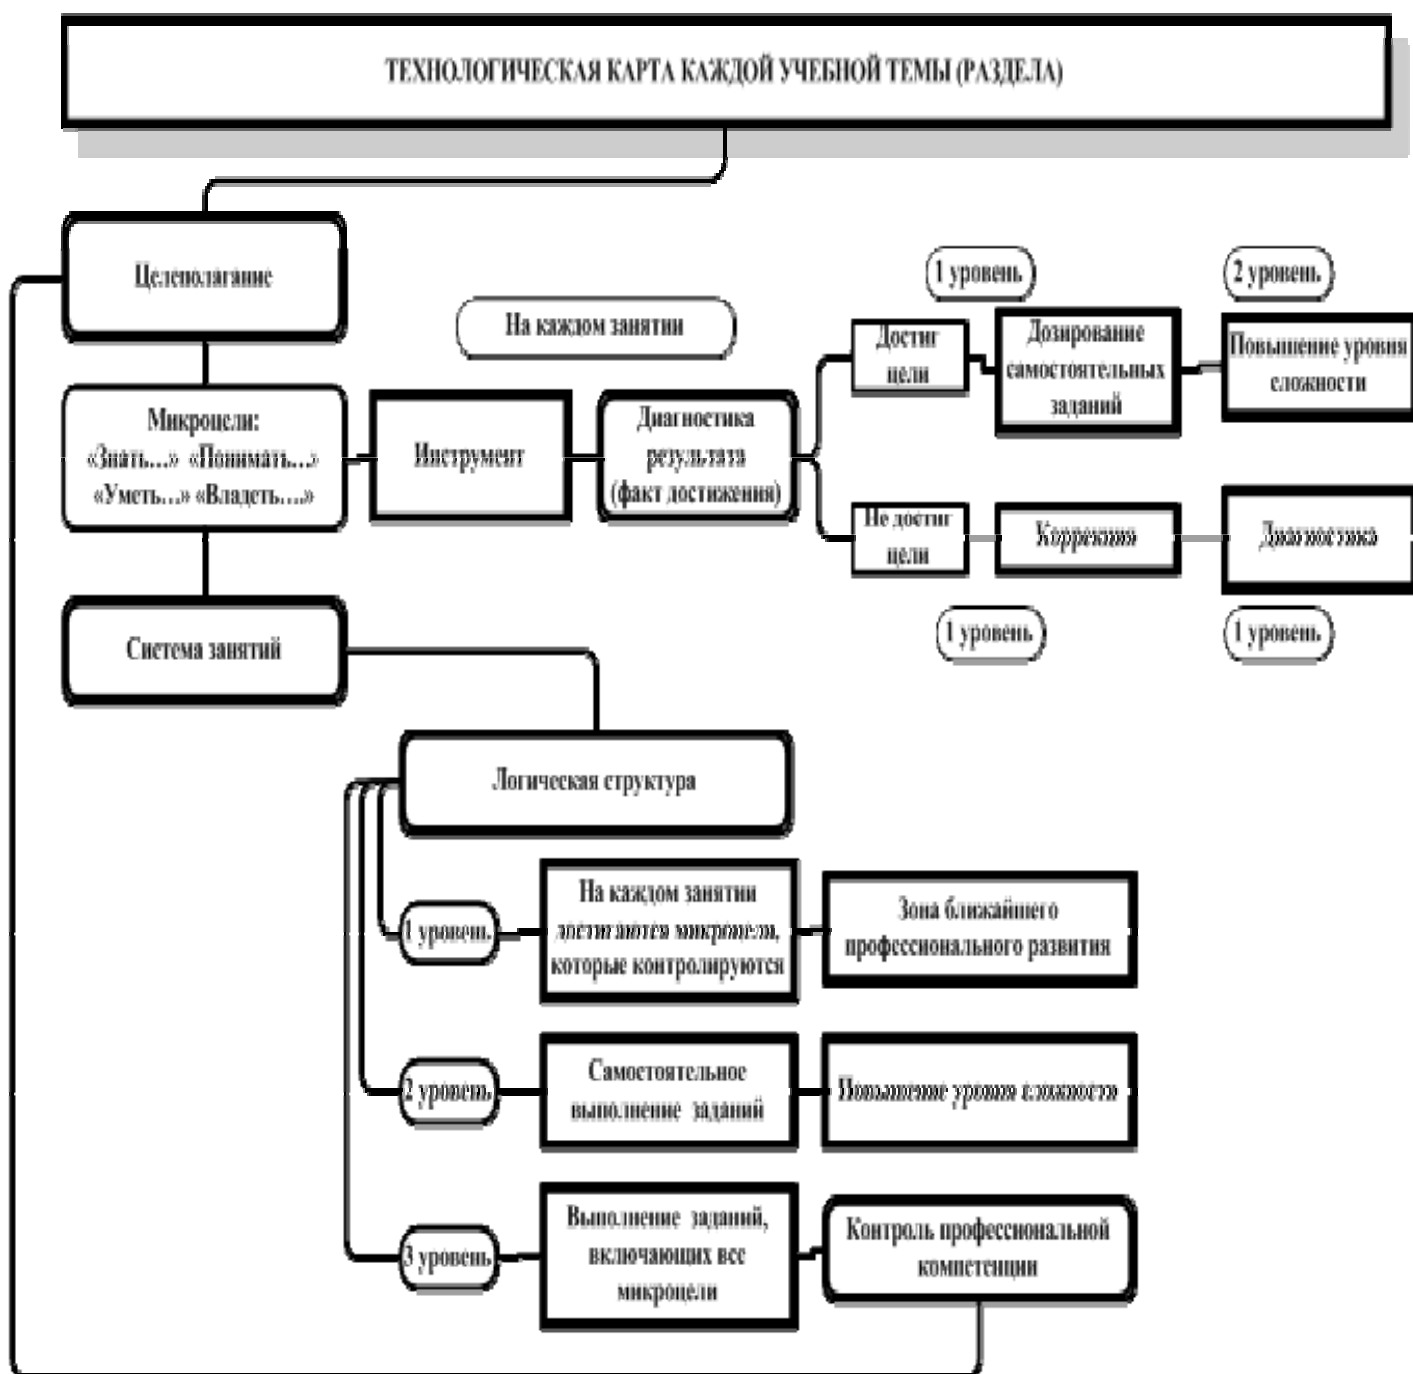 ТЕХНОЛОГИЧЕСКАЯ КАРТА КАЖДОЙ УЧЕБНОЙ ТЕМЫ (РАЗДЕЛА)
Целеполагание
Микроцели:
«Знать…» «Понимать…»
«Уметь…» «Владеть….»
На каждом занятии
Инструмент
Диагностика
результата
(факт достижения)
1 уровень
2 уровень
Достиг
цели
Дозирование
самостоятельных
заданий
Повышение уровня
сложности
Не достиг
цели
Коррекция
Диагностика
1 уровень
1 уровень
Система занятий
Логическая структура
1 уровень
На каждом занятии
достигаются микроцели,
которые контролируются
Зона ближайшего
профессионального развития
2 уровень
Самостоятельное
выполнение заданий
Повышение уровня сложности
3 уровень
Выполнение заданий,
включающих все
микроцели
Контроль профессиональной
компетенции